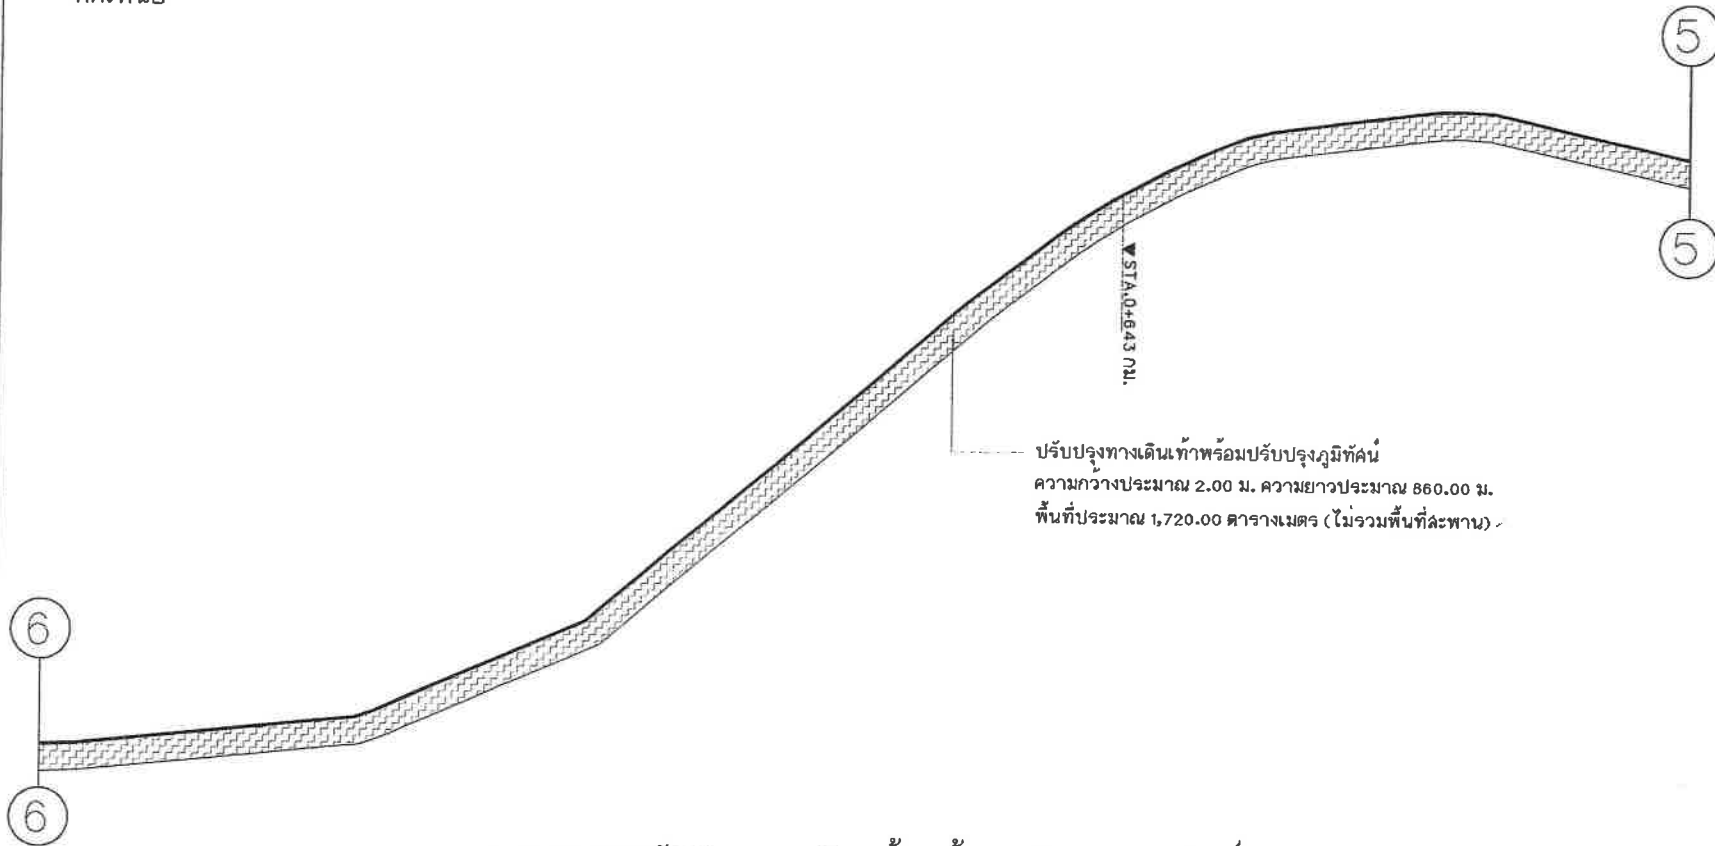 5
5
STA.0+643 กม.
ปรับปรุงทางเดินเท้าพร้อมปรับปรุงภูมิทัศน์
ความกว้างประมาณ 2.00 ม. ความยาวประมาณ 860.00 ม.
พื้นที่ประมาณ 1,720.00 ตารางเมตร (ไม่รวมพื้นที่สะพาน)
6
6